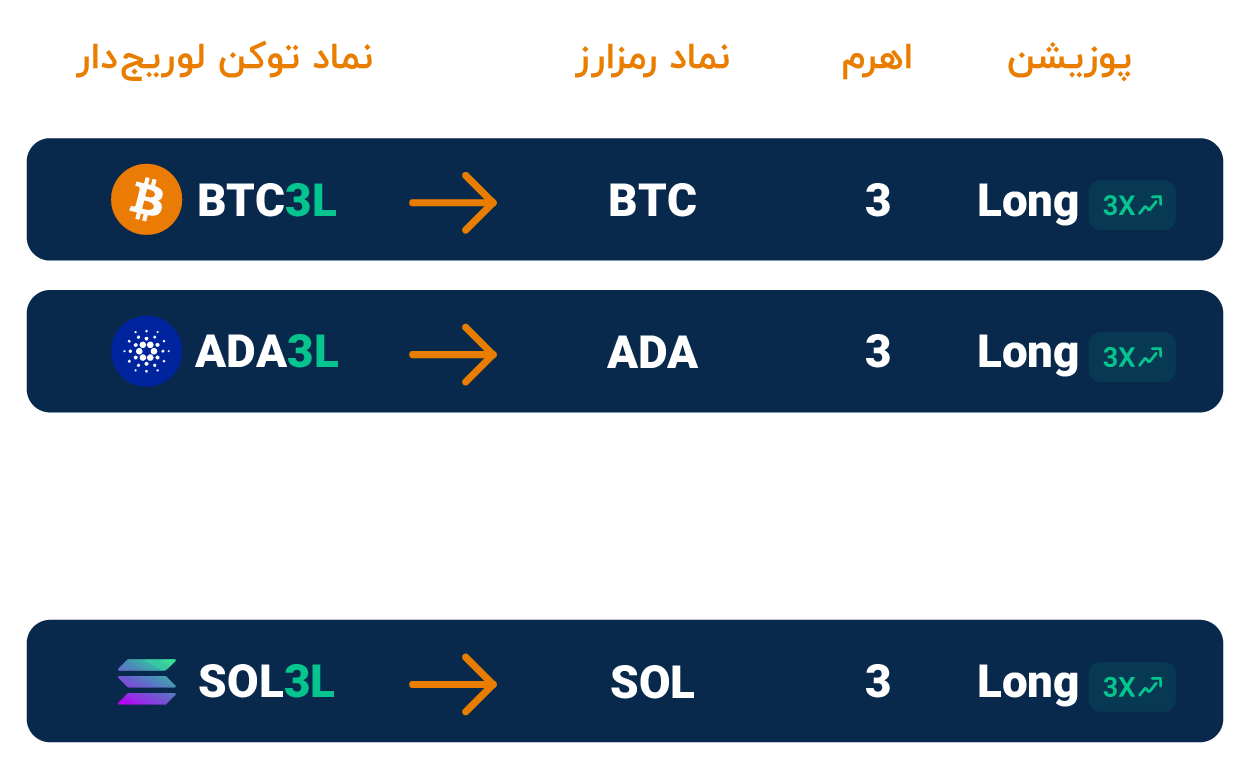 نماد توکن لوریج‌دار نماد رمزارز اهرم پوزیشن
BTC3L BTC 3 Long 3X
ADA3L ADA 3 Long 3X
SOL3L SOL 3 Long 3X